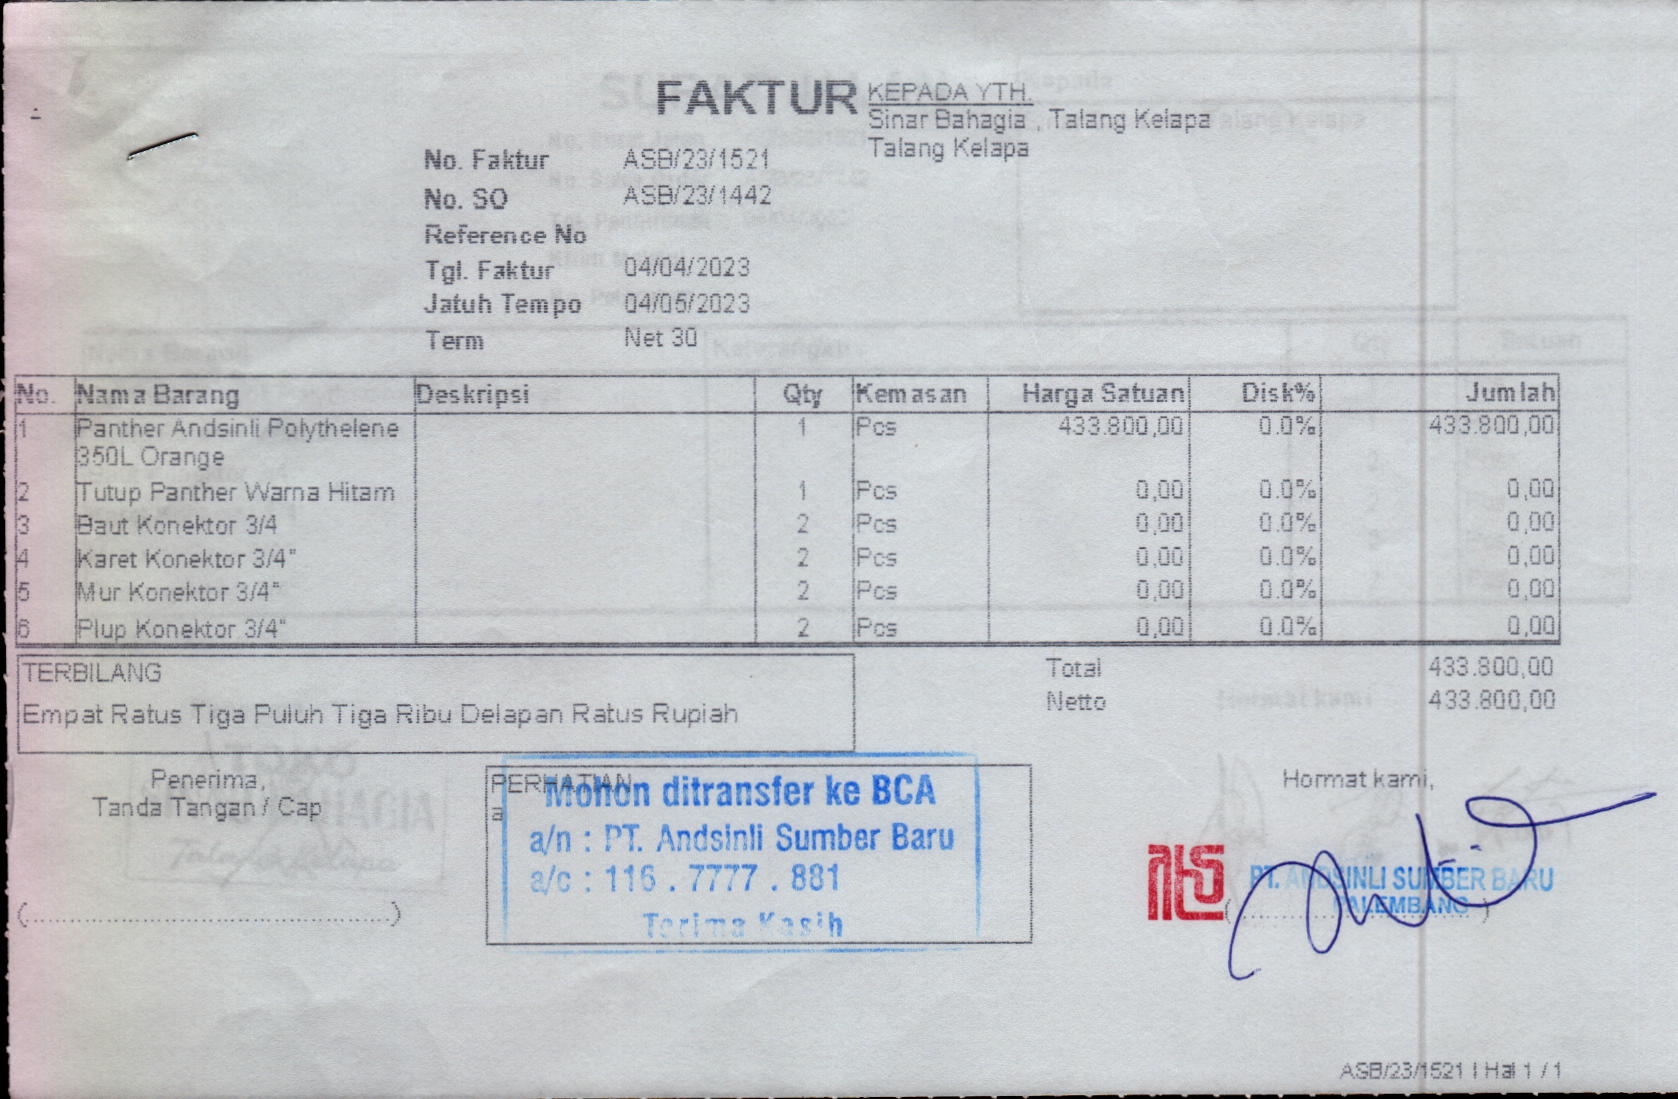 FAKTUR
KEPADA YTH.
Sinar Bahagia , Talang Kelapa
Talang Kelapa
No. Faktur ASB/23/1521
No. SO ASB/23/1442
Reference No
Tgl. Faktur 04/04/2023
Jatuh Tempo 04/05/2023
Term Net 30
No. Nama Barang Deskripsi Qty Kemasan Harga Satuan Disk% Jumlah
1 Panther Andsinli Polythelene 1 Pcs 433.800,00 0.0% 433.800,00
350L Orange
2 Tutup Panther Warna Hitam 1 Pcs 0,00 0.0% 0,00
3 Baut Konektor 3/4 2 Pcs 0,00 0.0% 0,00
4 Karet Konektor 3/4" 2 Pcs 0,00 0.0% 0,00
5 Mur Konektor 3/4" 2 Pcs 0,00 0.0% 0,00
6 Plup Konektor 3/4" 2 Pcs 0,00 0.0% 0,00
TERBILANG
Empat Ratus Tiga Puluh Tiga Ribu Delapan Ratus Rupiah
Total 433.800,00
Netto 433.800,00
Penerima,
Tanda Tangan / Cap
(..........................................)
PERHATIAN
a
Mohon ditransfer ke BCA
a/n : PT. Andsinli Sumber Baru
a/c : 116 . 7777 . 881
Terima Kasih
Hormat kami,
PT. ANDSINLI SUMBER BARU
PALEMBANG
(..............................)
ASB/23/1521 | Hal 1 / 1